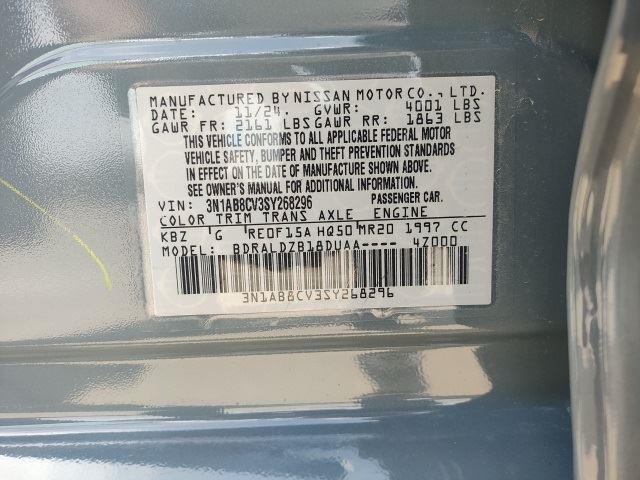 MANUFACTURED BY NISSAN MOTOR CO., LTD.
DATE: 11/24. GVWR: 4001 LBS
GAWR FR: 2161 LBS GAWR RR: 1863 LBS
THIS VEHICLE CONFORMS TO ALL APPLICABLE FEDERAL MOTOR
VEHICLE SAFETY, BUMPER AND THEFT PREVENTION STANDARDS
IN EFFECT ON THE DATE OF MANUFACTURE SHOWN ABOVE.
SEE OWNER'S MANUAL FOR ADDITIONAL INFORMATION.
VIN: 3N1AB8CV3SY268296 PASSENGER CAR.
COLOR TRIM TRANS AXLE ENGINE
KBZ G RE0F15A HQ50 MR20 1997 CC
MODEL: BDRALDZB18DUAA---- 4Z000
3N1AB8CV3SY268296